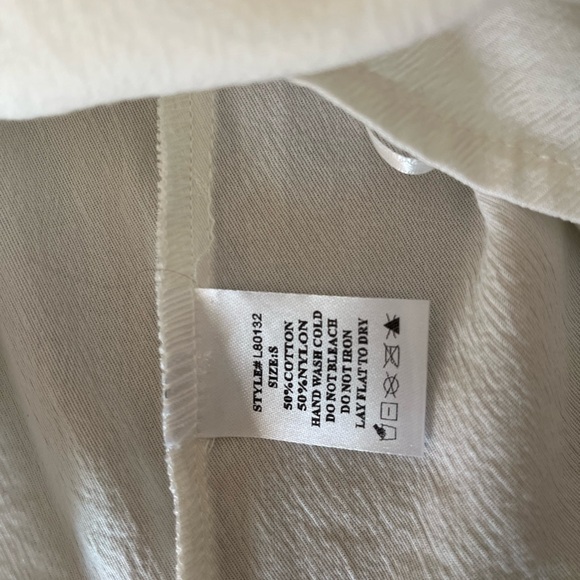 STYLE# L80132
SIZE:S
50%COTTON
50%NYLON
HAND WASH COLD
DO NOT BLEACH
DO NOT IRON
LAY FLAT TO DRY